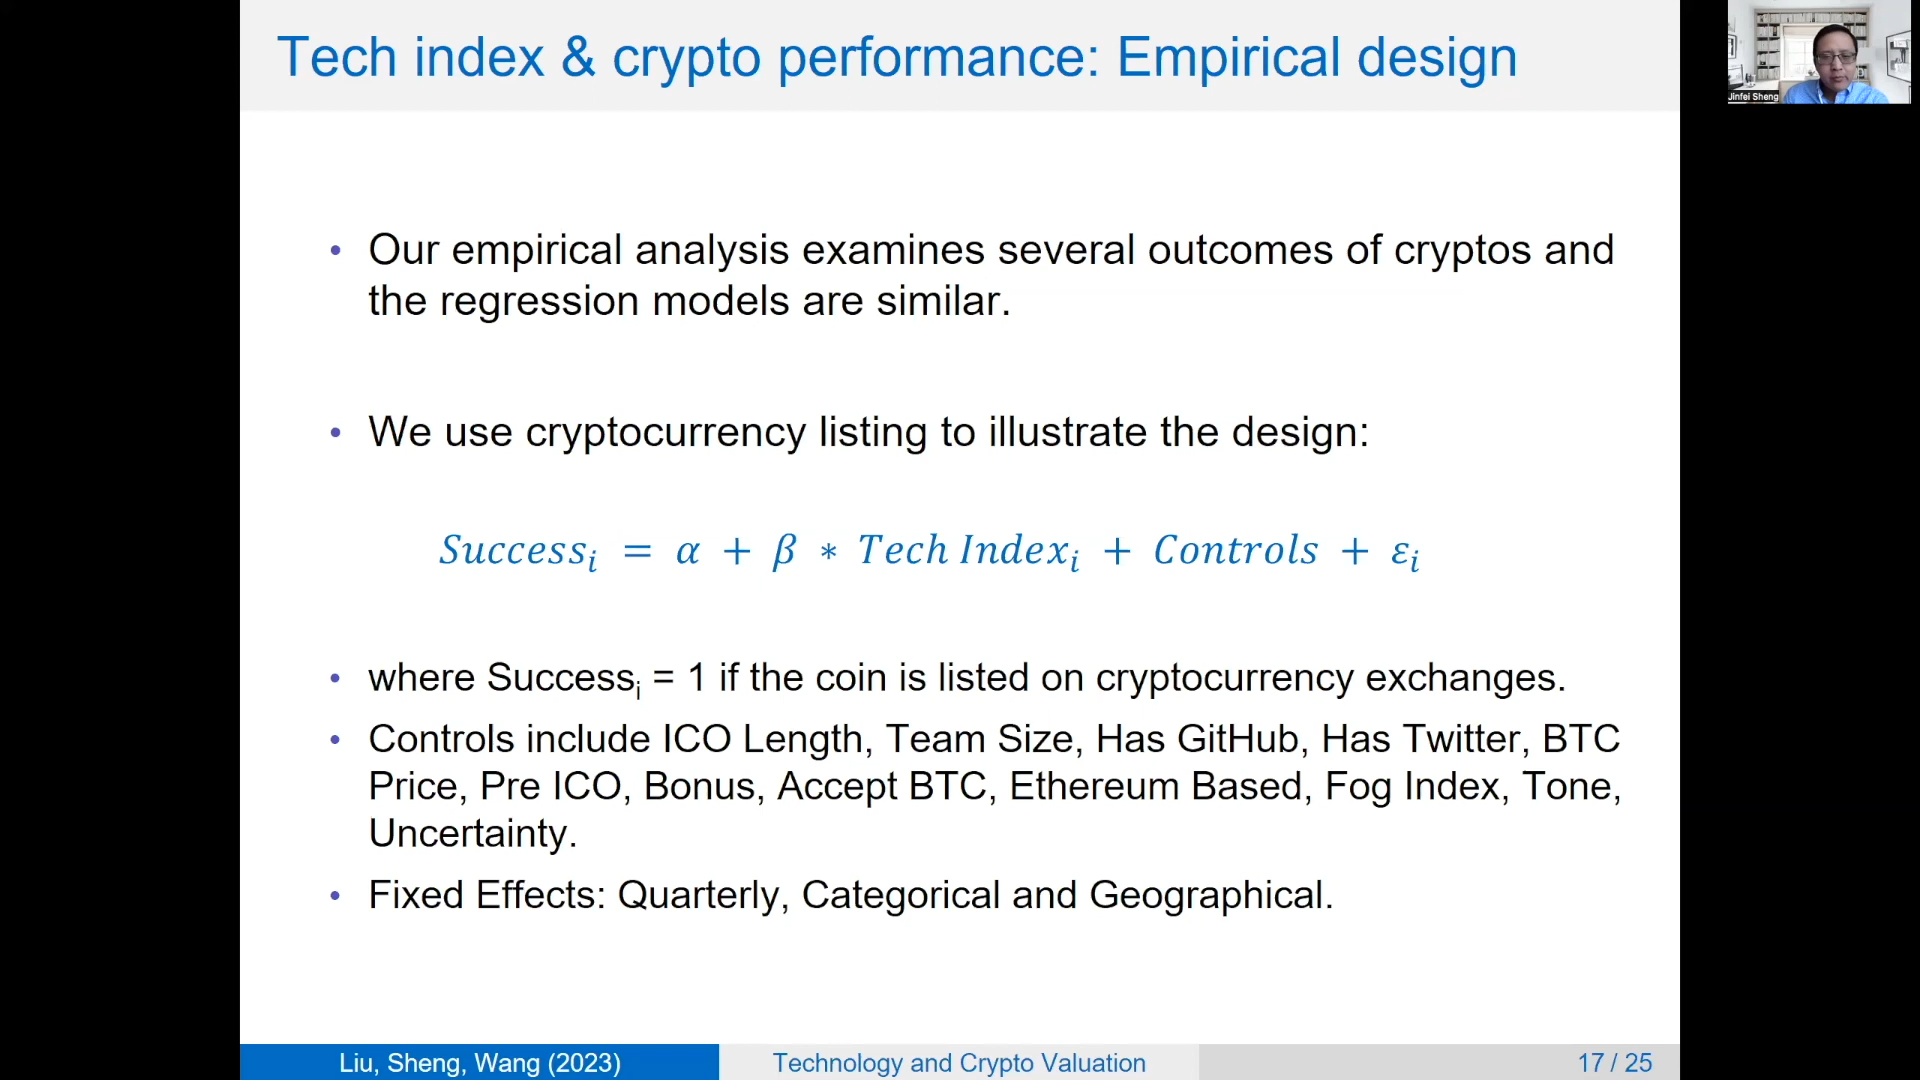 Tech index & crypto performance: Empirical design
Jinfei Sheng
• Our empirical analysis examines several outcomes of cryptos and
the regression models are similar.
• We use cryptocurrency listing to illustrate the design:
Successᵢ = α + β ∗ Tech Indexᵢ + Controls + εᵢ
• where Successᵢ = 1 if the coin is listed on cryptocurrency exchanges.
• Controls include ICO Length, Team Size, Has GitHub, Has Twitter, BTC
Price, Pre ICO, Bonus, Accept BTC, Ethereum Based, Fog Index, Tone,
Uncertainty.
• Fixed Effects: Quarterly, Categorical and Geographical.
Liu, Sheng, Wang (2023)
Technology and Crypto Valuation
17 / 25